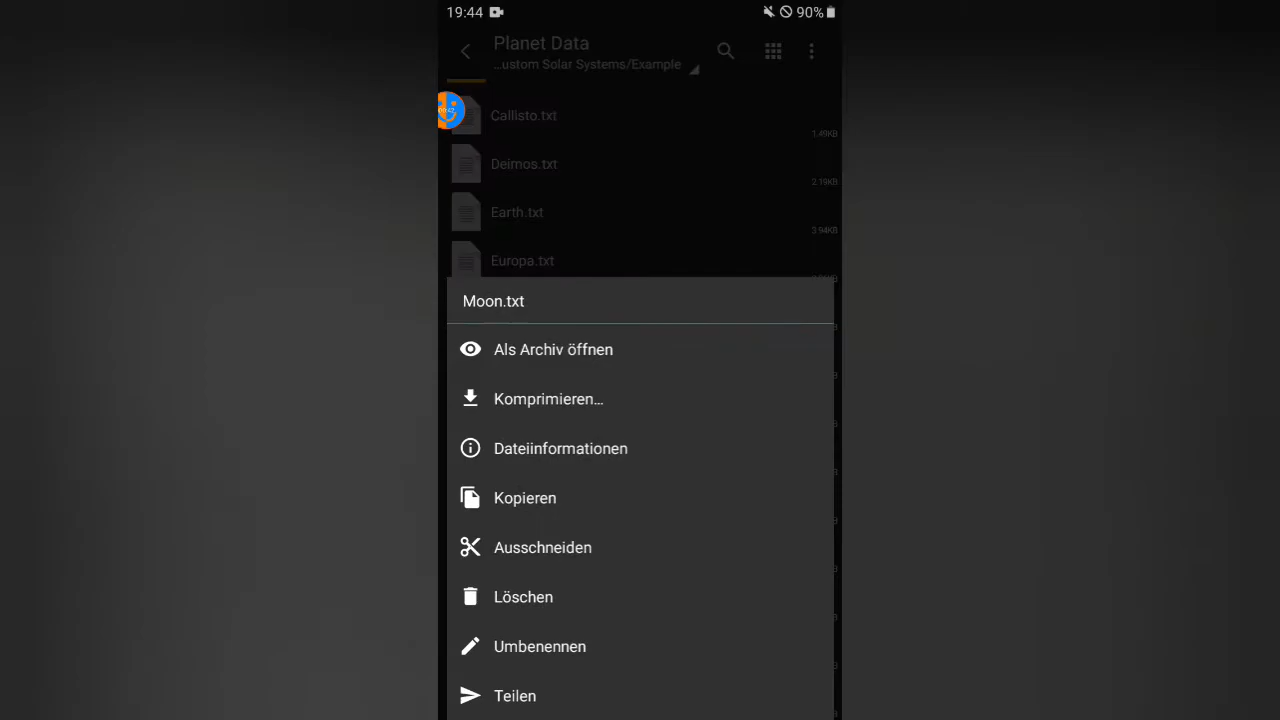 19:44
90%
Planet Data
...ustom Solar Systems/Example
Callisto.txt
1.49KB
Deimos.txt
2.19KB
Earth.txt
3.94KB
Europa.txt
Moon.txt
Als Archiv öffnen
Komprimieren...
Dateiinformationen
Kopieren
Ausschneiden
Löschen
Umbenennen
Teilen